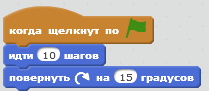 когда щелкнут по
идти 10 шагов
повернуть на 15 градусов